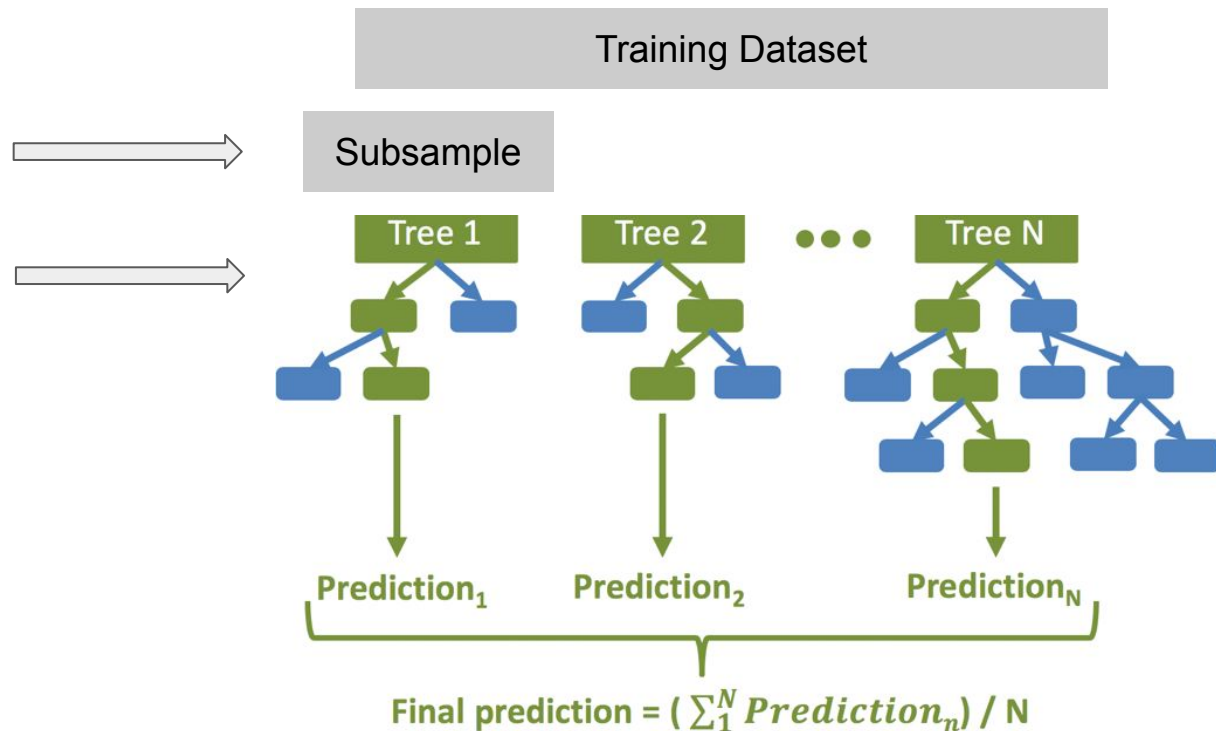 Training Dataset
Subsample
Tree 1 Tree 2 ●●● Tree N
Prediction₁ Prediction₂ Prediction_N
Final prediction = ( ∑₁ᴺ Predictionₙ) / N